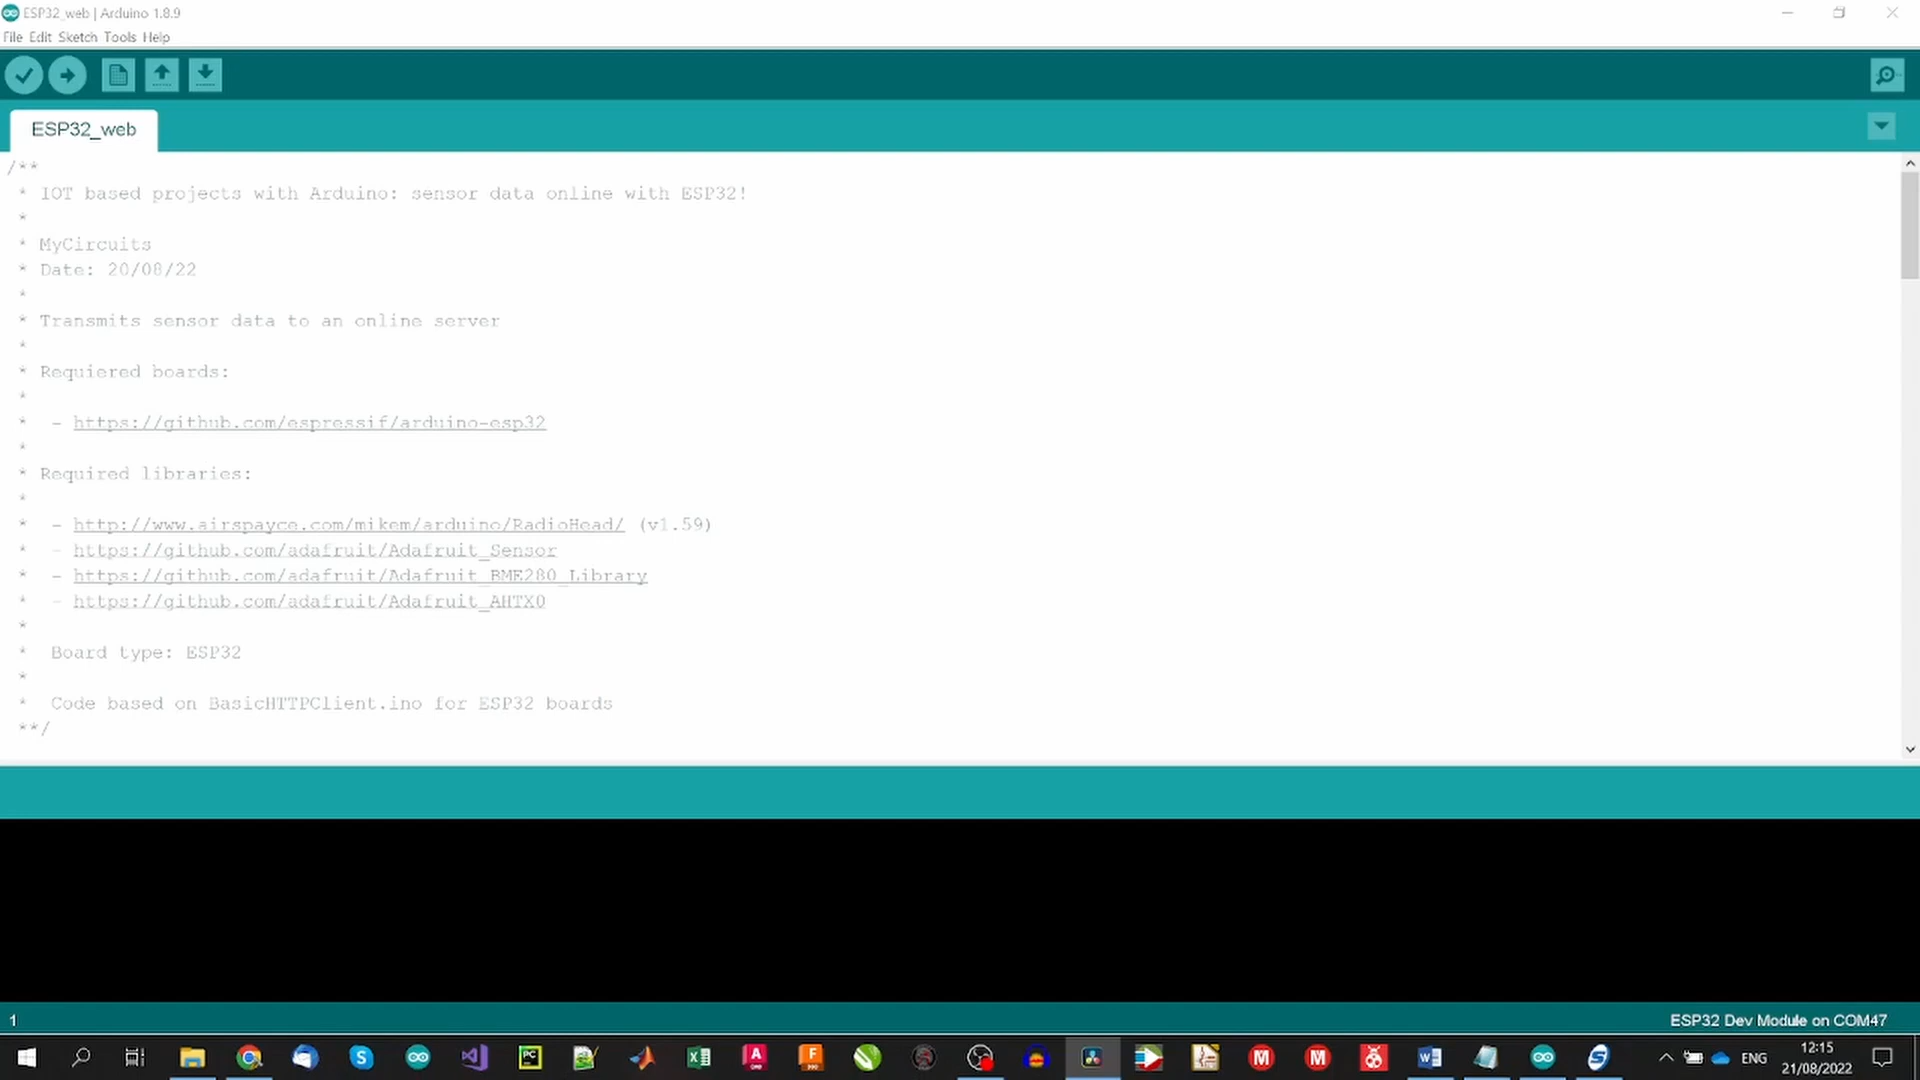 ESP32_web | Arduino 1.8.9
File Edit Sketch Tools Help
ESP32_web
/**
* IOT based projects with Arduino: sensor data online with ESP32!
*
* MyCircuits
* Date: 20/08/22
*
* Transmits sensor data to an online server
*
* Requiered boards:
*
* - https://github.com/espressif/arduino-esp32
*
* Required libraries:
*
* - http://www.airspayce.com/mikem/arduino/RadioHead/ (v1.59)
* - https://github.com/adafruit/Adafruit_Sensor
* - https://github.com/adafruit/Adafruit_BME280_Library
* - https://github.com/adafruit/Adafruit_AHTX0
*
* Board type: ESP32
*
* Code based on BasicHTTPClient.ino for ESP32 boards
**/
1
ESP32 Dev Module on COM47
ENG
12:15
21/08/2022